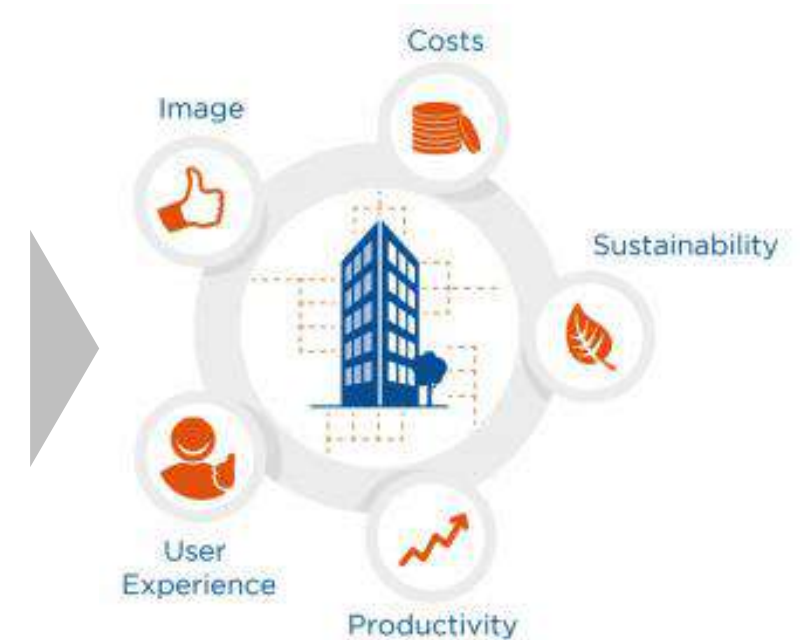 Costs
Image
Sustainability
User
Experience
Productivity